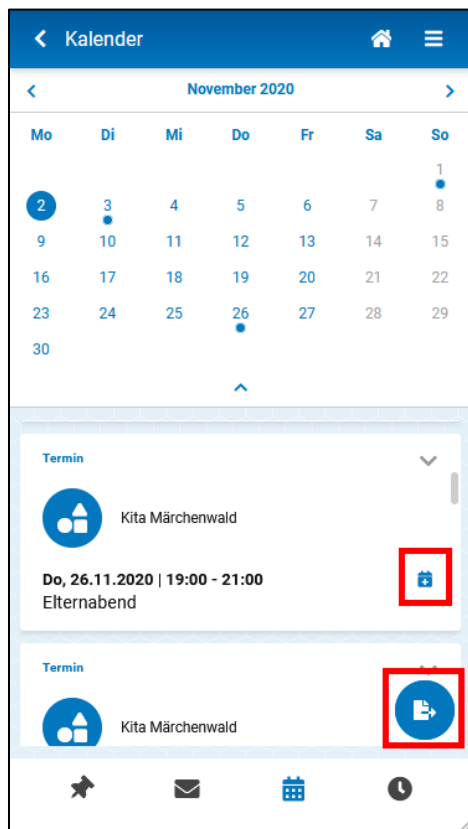 Kalender
November 2020
Mo Di Mi Do Fr Sa So
1
2 3 4 5 6 7 8
9 10 11 12 13 14 15
16 17 18 19 20 21 22
23 24 25 26 27 28 29
30
Termin
Kita Märchenwald
Do, 26.11.2020 | 19:00 - 21:00
Elternabend
Termin
Kita Märchenwald